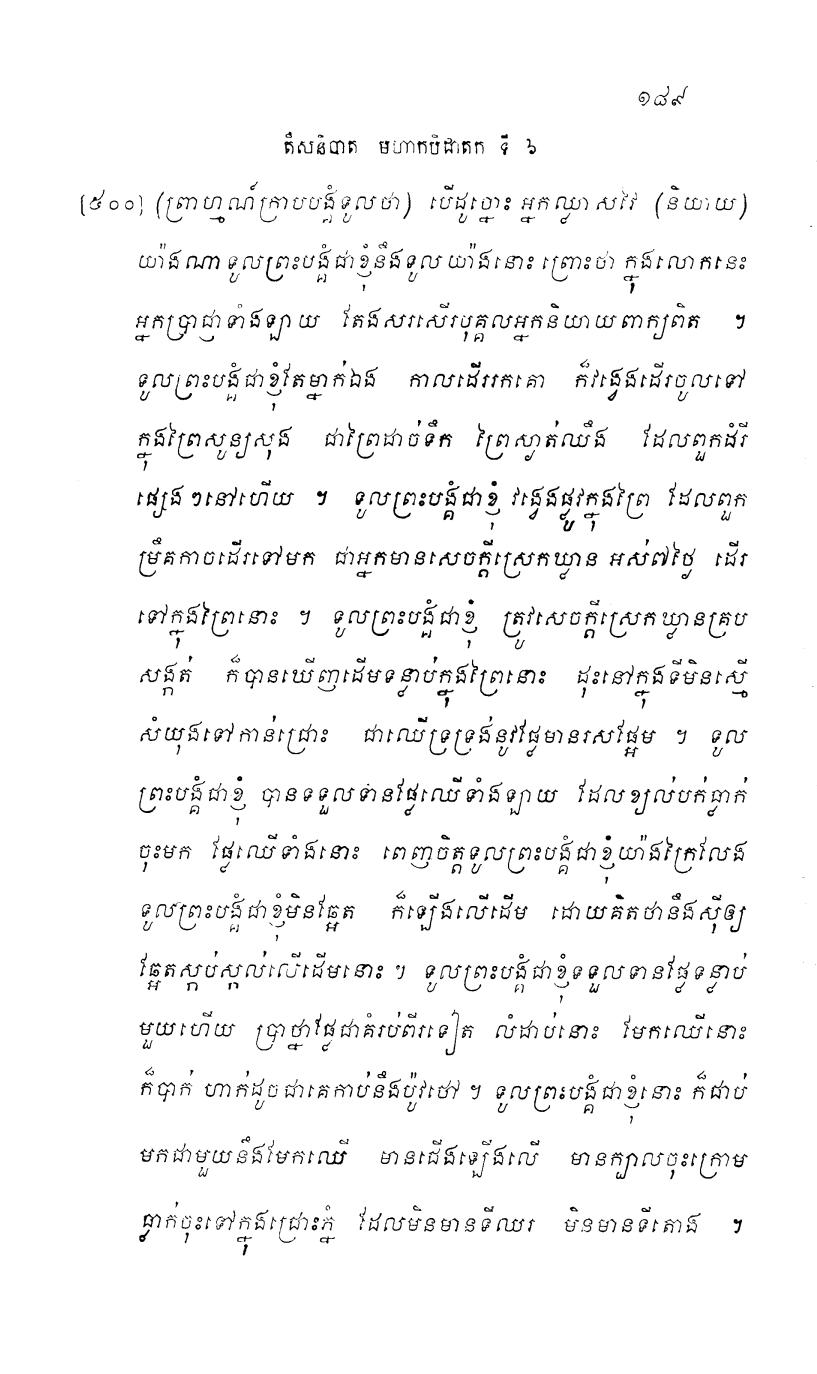 ១៨៩
តឹសនិបាត មហាកបិជាតក ទី ៦
[៥០០] (ព្រាហ្មណ៍ក្រាបបង្គំទូលថា) បើដូច្នោះ អ្នកឈ្លាសវៃ (និយាយ)
យ៉ាងណា ទូលព្រះបង្គំជាខ្ញុំនឹងទូល យ៉ាងនោះ ព្រោះថា ក្នុងលោកនេះ
អ្នកប្រាជ្ញទាំងឡាយ តែងសរសើរបុគ្គលអ្នកនិយាយពាក្យពិត ។
ទូលព្រះបង្គំជាខ្ញុំតែម្នាក់ឯង កាលដើររកគោ ក៏វង្វេងដើរចូលទៅ
ក្នុងព្រៃសូន្យសុង ជាព្រៃដាច់ទឹក ព្រៃស្ងាត់ឈឹង ដែលពួកដំរី
ផ្សេងៗនៅហើយ ។ ទូលព្រះបង្គំជាខ្ញុំ វង្វេងផ្លូវក្នុងព្រៃ ដែលពួក
ម្រឹគកាចដើរទៅមក ជាអ្នកមានសេចក្តីស្រេកឃ្លាន អស់៧ថ្ងៃ ដើរ
ទៅក្នុងព្រៃនោះ ។ ទូលព្រះបង្គំជាខ្ញុំ ត្រូវសេចក្តីស្រេកឃ្លានគ្រប
សង្កត់ ក៏បានឃើញដើមទន្លាប់ក្នុងព្រៃនោះ ដុះនៅក្នុងទីមិនស្មើ
សំយុងទៅកាន់ជ្រោះ ជាឈើទ្រទ្រង់នូវផ្លែមានរសផ្អែម ។ ទូល
ព្រះបង្គំជាខ្ញុំ បានទទួលទានផ្លែឈើទាំងឡាយ ដែលខ្យល់បក់ធ្លាក់
ចុះមក ផ្លែឈើទាំងនោះ ពេញចិត្តទូលព្រះបង្គំជាខ្ញុំយ៉ាងក្រៃលែង
ទូលព្រះបង្គំជាខ្ញុំមិនឆ្អែត ក៏ឡើងលើដើម ដោយគិតថានឹងស៊ីឲ្យ
ឆ្អែតស្តប់ស្តល់លើដើមនោះ ។ ទូលព្រះបង្គំជាខ្ញុំទទួលទានផ្លែទន្លាប់
មួយហើយ ប្រាថ្នាផ្លែជាគំរប់ពីរទៀត លំដាប់នោះ មែកឈើនោះ
ក៏បាក់ ហាក់ដូចជាគេកាប់នឹងប៉ូវថៅ ។ ទូលព្រះបង្គំជាខ្ញុំនោះ ក៏ជាប់
មកជាមួយនឹងមែកឈើ មានជើងឡើងលើ មានក្បាលចុះក្រោម
ធ្លាក់ចុះទៅក្នុងជ្រោះភ្នំ ដែលមិនមានទីឈរ មិនមានទីតោង ។